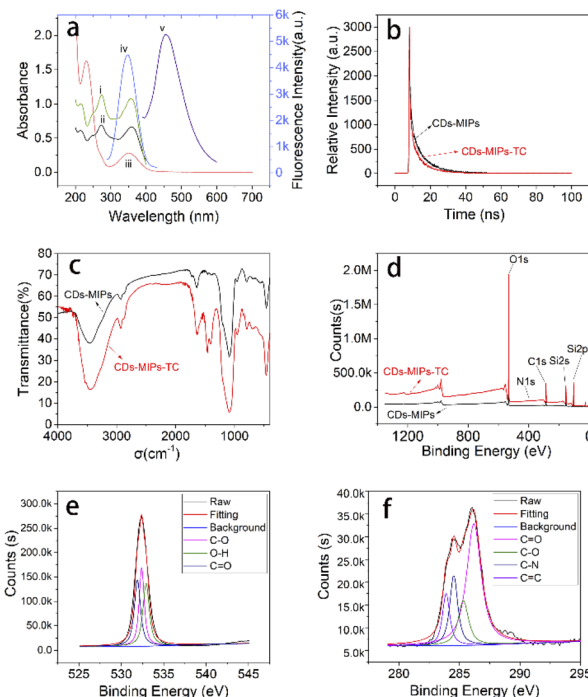 a
Absorbance
2.0
1.5
1.0
0.5
0.0
i
ii
iii
iv
v
6k
5k
4k
3k
2k
1k
0
Fluorescence Intensity(a.u.)
200 300 400 500 600 700
Wavelength (nm)
b
Relative Intensity (a.u.)
3000
2500
2000
1500
1000
500
0
CDs-MIPs
CDs-MIPs-TC
0 20 40 60 80 100
Time (ns)
c
Transmittance(%)
80
70
60
50
40
30
20
10
0
CDs-MIPs
CDs-MIPs-TC
4000 3000 2000 1000
σ(cm⁻¹)
d
Counts(s)
2.0M
1.5M
1.0M
500.0k
0.0
O1s
Si2p
Si2s
C1s
N1s
CDs-MIPs-TC
CDs-MIPs
1200 800 400 0
Binding Energy (eV)
e
Counts (s)
300.0k
250.0k
200.0k
150.0k
100.0k
50.0k
0.0
Raw
Fitting
Background
C-O
O-H
C=O
525 530 535 540 545
Binding Energy (eV)
f
Counts (s)
40.0k
35.0k
30.0k
25.0k
20.0k
15.0k
10.0k
5.0k
Raw
Fitting
Background
C=O
C-O
C-N
C=C
280 285 290 295
Binding Energy (eV)